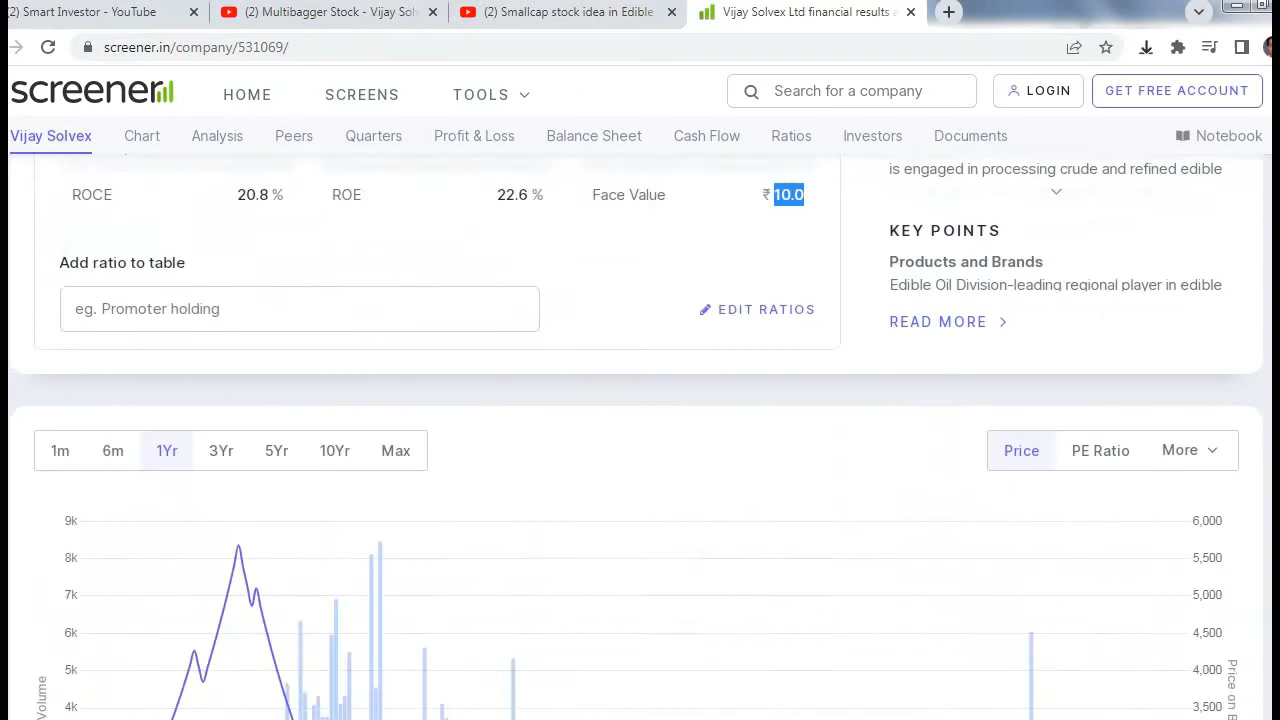 (2) Smart Investor - YouTube
(2) Multibagger Stock - Vijay Solv
(2) Smallcap stock idea in Edible
Vijay Solvex Ltd financial results a
screener.in/company/531069/
screener
HOME
SCREENS
TOOLS
Search for a company
LOGIN
GET FREE ACCOUNT
Vijay Solvex
Chart
Analysis
Peers
Quarters
Profit & Loss
Balance Sheet
Cash Flow
Ratios
Investors
Documents
Notebook
ROCE 20.8 %
ROE 22.6 %
Face Value ₹ 10.0
Add ratio to table
eg. Promoter holding
EDIT RATIOS
is engaged in processing crude and refined edible
KEY POINTS
Products and Brands
Edible Oil Division-leading regional player in edible
READ MORE
1m 6m 1Yr 3Yr 5Yr 10Yr Max
Price PE Ratio More
9k
8k
7k
6k
5k
4k
Volume
6,000
5,500
5,000
4,500
4,000
3,500
Price on B